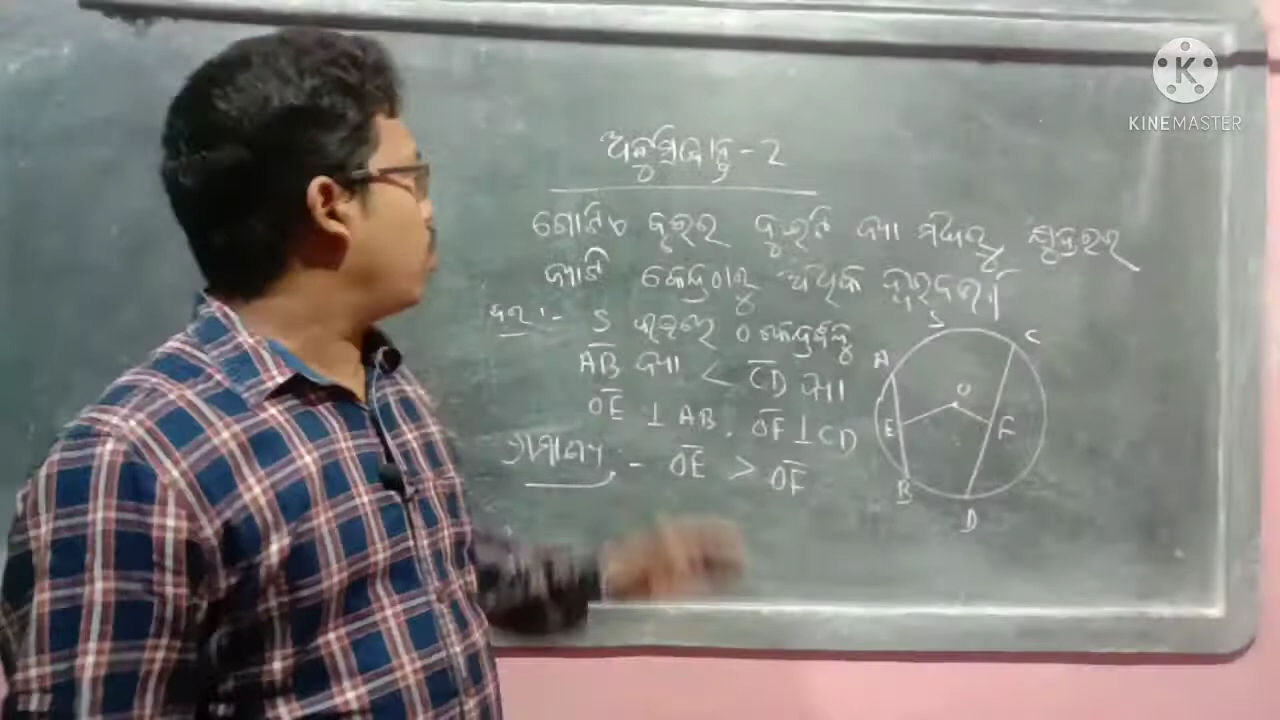 ଅନୁସିଦ୍ଧାନ୍ତ - 2
ଗୋଟିଏ ବୃତ୍ତର ଦୁଇଟି ଜ୍ୟା ମଧ୍ୟରୁ କ୍ଷୁଦ୍ରତର
ଜ୍ୟାଟି କେନ୍ଦ୍ରଠାରୁ ଅଧିକ ଦୂରବର୍ତ୍ତୀ
ଦତ୍ତ :- S ବୃତ୍ତରେ O କେନ୍ଦ୍ରବିନ୍ଦୁ
AB ଜ୍ୟା < CD ଜ୍ୟା
OE ⊥ AB. OF ⊥ CD
ପ୍ରାମାଣ୍ୟ :- OE > OF
S
C
A
O
E
F
B
D
KINEMASTER